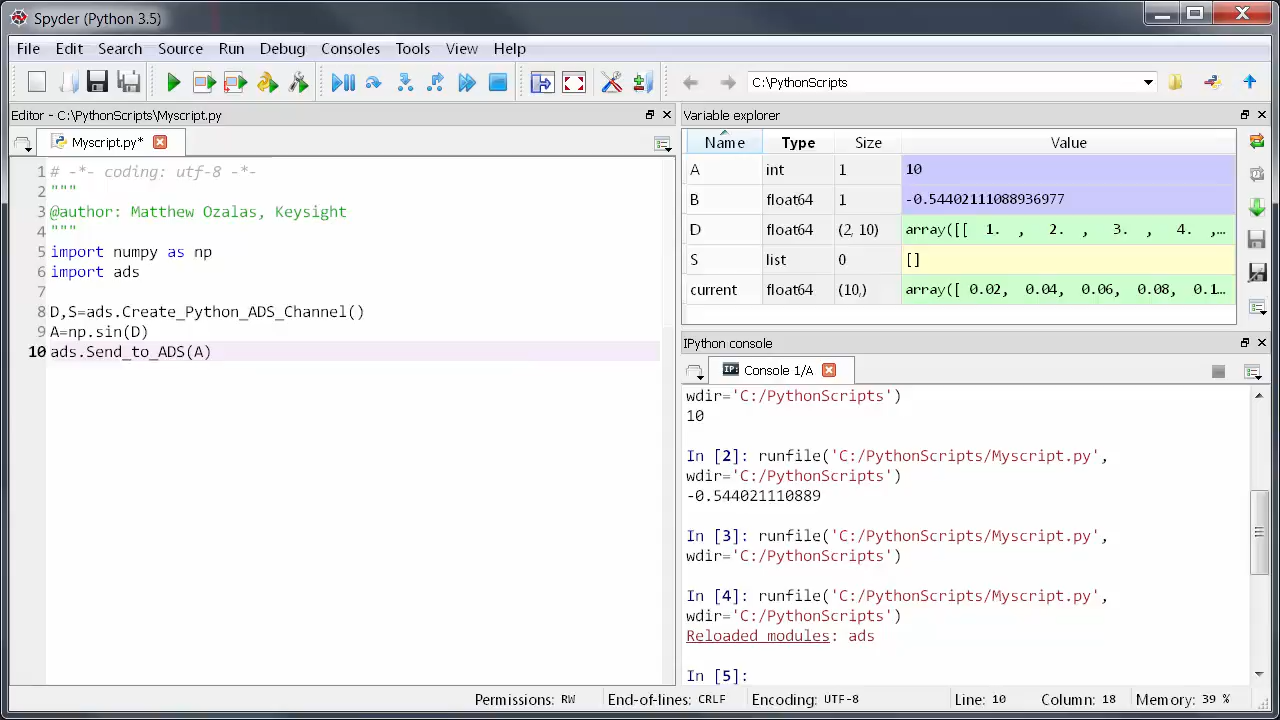 Spyder (Python 3.5)
File Edit Search Source Run Debug Consoles Tools View Help
C:\PythonScripts
Editor - C:\PythonScripts\Myscript.py
Myscript.py*
1 # -*- coding: utf-8 -*-
2 """
3 @author: Matthew Ozalas, Keysight
4 """
5 import numpy as np
6 import ads
7
8 D,S=ads.Create_Python_ADS_Channel()
9 A=np.sin(D)
10 ads.Send_to_ADS(A)
Variable explorer
Name Type Size Value
A int 1 10
B float64 1 -0.54402111088936977
D float64 (2, 10) array([[ 1. , 2. , 3. , 4. ,...
S list 0 []
current float64 (10,) array([ 0.02, 0.04, 0.06, 0.08, 0.1...
IPython console
IP: Console 1/A
wdir='C:/PythonScripts')
10
In [2]: runfile('C:/PythonScripts/Myscript.py',
wdir='C:/PythonScripts')
-0.544021110889
In [3]: runfile('C:/PythonScripts/Myscript.py',
wdir='C:/PythonScripts')
In [4]: runfile('C:/PythonScripts/Myscript.py',
wdir='C:/PythonScripts')
Reloaded modules: ads
In [5]:
Permissions: RW End-of-lines: CRLF Encoding: UTF-8 Line: 10 Column: 18 Memory: 39 %